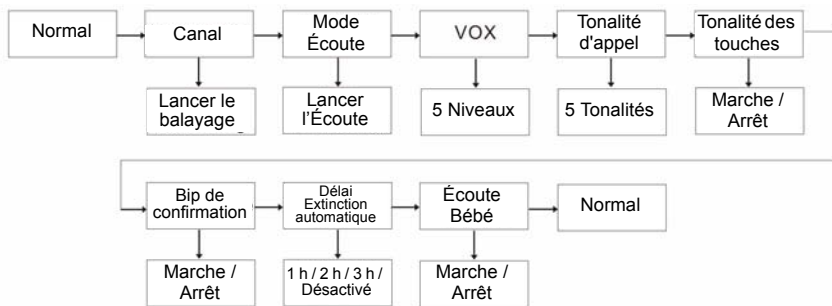 Normal
Canal
Mode
Écoute
VOX
Tonalité
d'appel
Tonalité des
touches
Lancer le
balayage
Lancer
l'Écoute
5 Niveaux
5 Tonalités
Marche /
Arrêt
Bip de
confirmation
Délai
Extinction
automatique
Écoute
Bébé
Normal
Marche /
Arrêt
1 h / 2 h / 3 h /
Désactivé
Marche /
Arrêt